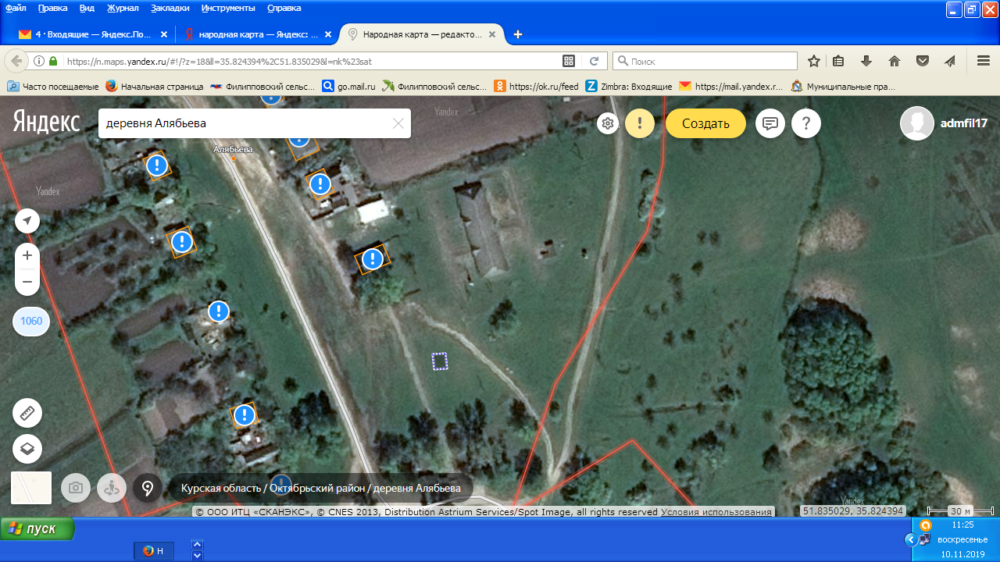 Файл Правка Вид Журнал Закладки Инструменты Справка
4 · Входящие — Яндекс.По... народная карта — Яндекс: ... Народная карта — редакто...
https://n.maps.yandex.ru/#!/?z=18&ll=35.824394%2C51.835029&l=nk%23sat Поиск
Часто посещаемые Начальная страница Филипповский сельс... go.mail.ru Филипповский сельс... https://ok.ru/feed Zimbra: Входящие https://mail.yandex.r... Муниципальные пра...
Яндекс деревня Алябьева Создать admfil17
Yandex
Алябьева
Yandex
1060
Курская область / Октябрьский район / деревня Алябьева
Yandex
© ООО ИТЦ «СКАНЭКС», © CNES 2013, Distribution Astrium Services/Spot Image, all rights reserved Условия использования 51.835029, 35.824394 30 м
пуск 11:25
воскресенье
Н 10.11.2019